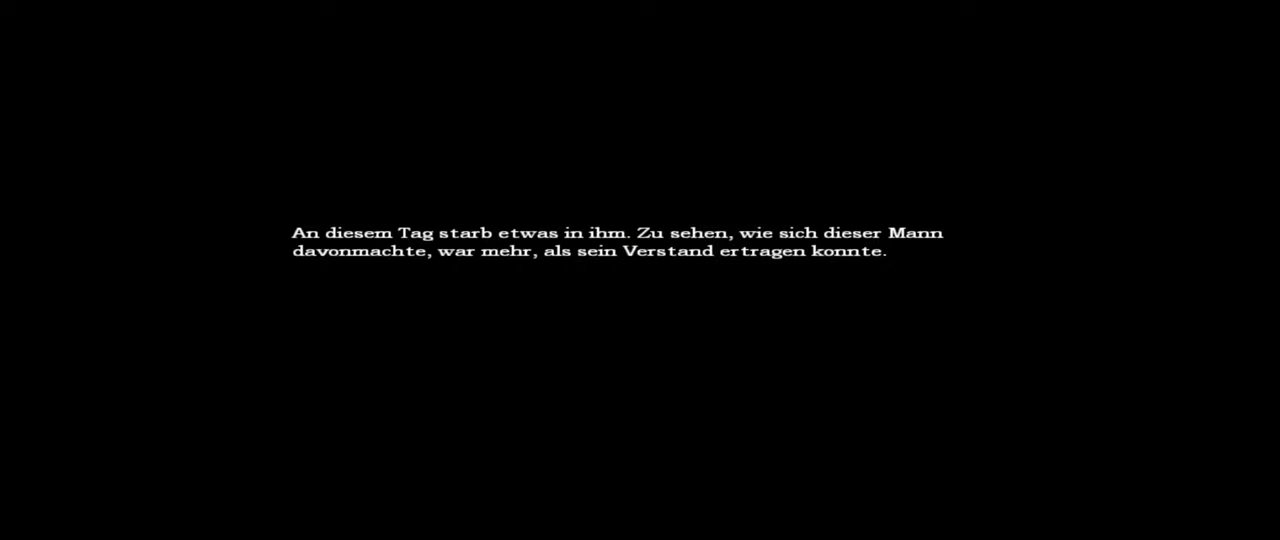 An diesem Tag starb etwas in ihm. Zu sehen, wie sich dieser Mann
davonmachte, war mehr, als sein Verstand ertragen konnte.